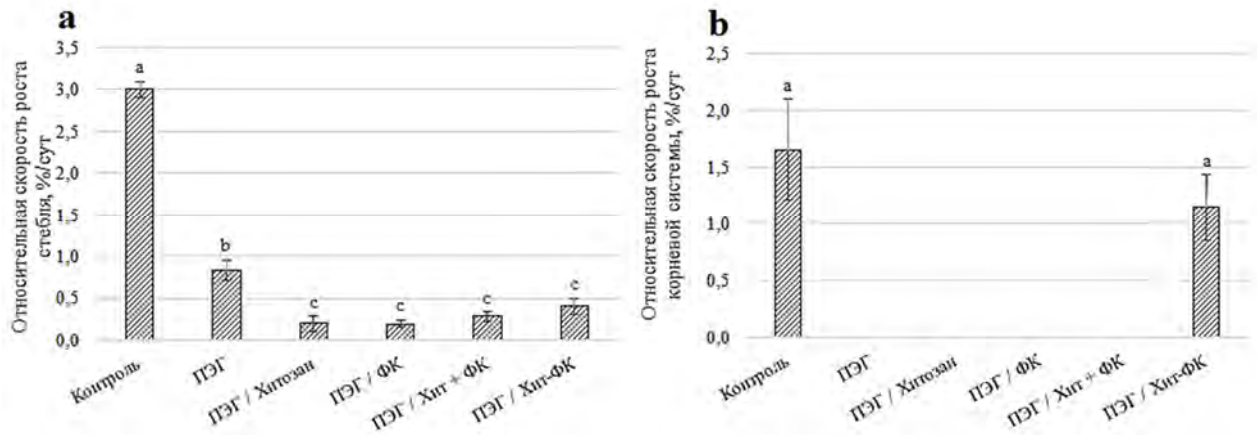 a
Относительная скорость роста
стебля, %/сут
3,5
3,0
2,5
2,0
1,5
1,0
0,5
0,0
a
b
c
c
c
c
Контроль
ПЭГ
ПЭГ / Хитозан
ПЭГ / ФК
ПЭГ / Хит + ФК
ПЭГ / Хит-ФК
b
Относительная скорость роста
корневой системы, %/сут
2,5
2,0
1,5
1,0
0,5
0,0
a
a
Контроль
ПЭГ
ПЭГ / Хитозан
ПЭГ / ФК
ПЭГ / Хит + ФК
ПЭГ / Хит-ФК